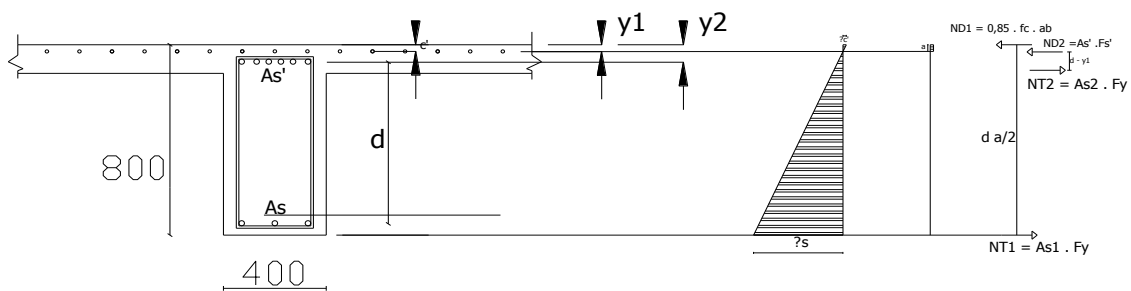 y1
y2
c'
ND1 = 0,85 . fc . ab
ND2 =As' .Fs'
d - y1
NT2 = As2 . Fy
As'
d
d a/2
800
As
?s
NT1 = As1 . Fy
400